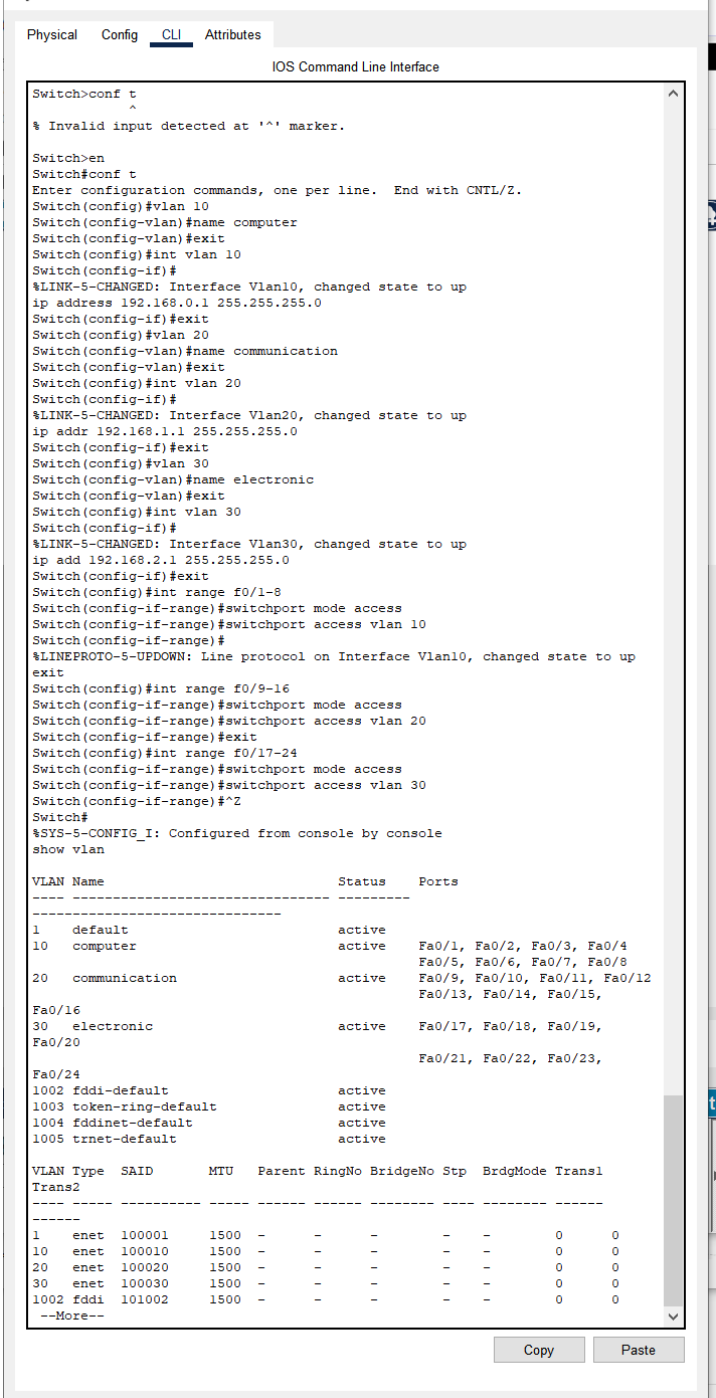 Physical Config CLI Attributes
IOS Command Line Interface
Switch>conf t
^
% Invalid input detected at '^' marker.
Switch>en
Switch#conf t
Enter configuration commands, one per line.  End with CNTL/Z.
Switch(config)#vlan 10
Switch(config-vlan)#name computer
Switch(config-vlan)#exit
Switch(config)#int vlan 10
Switch(config-if)#
%LINK-5-CHANGED: Interface Vlan10, changed state to up
ip address 192.168.0.1 255.255.255.0
Switch(config-if)#exit
Switch(config)#vlan 20
Switch(config-vlan)#name communication
Switch(config-vlan)#exit
Switch(config)#int vlan 20
Switch(config-if)#
%LINK-5-CHANGED: Interface Vlan20, changed state to up
ip addr 192.168.1.1 255.255.255.0
Switch(config-if)#exit
Switch(config)#vlan 30
Switch(config-vlan)#name electronic
Switch(config-vlan)#exit
Switch(config)#int vlan 30
Switch(config-if)#
%LINK-5-CHANGED: Interface Vlan30, changed state to up
ip add 192.168.2.1 255.255.255.0
Switch(config-if)#exit
Switch(config)#int range f0/1-8
Switch(config-if-range)#switchport mode access
Switch(config-if-range)#switchport access vlan 10
Switch(config-if-range)#
%LINEPROTO-5-UPDOWN: Line protocol on Interface Vlan10, changed state to up
exit
Switch(config)#int range f0/9-16
Switch(config-if-range)#switchport mode access
Switch(config-if-range)#switchport access vlan 20
Switch(config-if-range)#exit
Switch(config)#int range f0/17-24
Switch(config-if-range)#switchport mode access
Switch(config-if-range)#switchport access vlan 30
Switch(config-if-range)#^Z
Switch#
%SYS-5-CONFIG_I: Configured from console by console
show vlan
VLAN Name                             Status    Ports
---- -------------------------------- ---------
-------------------------------
1    default                          active
10   computer                         active    Fa0/1, Fa0/2, Fa0/3, Fa0/4
                                                Fa0/5, Fa0/6, Fa0/7, Fa0/8
20   communication                    active    Fa0/9, Fa0/10, Fa0/11, Fa0/12
                                                Fa0/13, Fa0/14, Fa0/15,
Fa0/16
30   electronic                       active    Fa0/17, Fa0/18, Fa0/19,
Fa0/20
                                                Fa0/21, Fa0/22, Fa0/23,
Fa0/24
1002 fddi-default                     active
1003 token-ring-default               active
1004 fddinet-default                  active
1005 trnet-default                    active
VLAN Type  SAID       MTU   Parent RingNo BridgeNo Stp  BrdgMode Trans1
Trans2
---- ----- ---------- ----- ------ ------ -------- ---- -------- ------
------
1    enet  100001     1500  -      -      -        -    -        0      0
10   enet  100010     1500  -      -      -        -    -        0      0
20   enet  100020     1500  -      -      -        -    -        0      0
30   enet  100030     1500  -      -      -        -    -        0      0
1002 fddi  101002     1500  -      -      -        -    -        0      0
--More--
Copy Paste